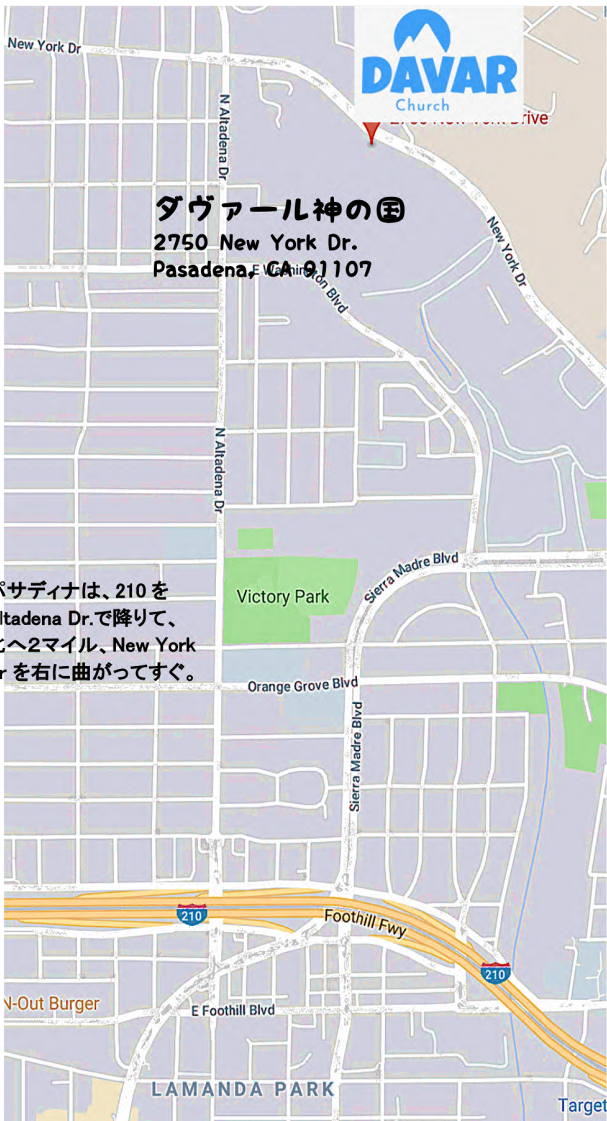 New York Dr
DAVAR
Church
N Altadena Dr
ダヴァール神の国
2750 New York Dr.
Pasadena, CA 91107
New York Dr
E Washington Blvd
N Altadena Dr
Sierra Madre Blvd
パサディナは、210 を
ltadena Dr.で降りて、
へ2マイル、New York
r を右に曲がってすぐ。
Victory Park
Orange Grove Blvd
Sierra Madre Blvd
210
Foothill Fwy
210
N-Out Burger
E Foothill Blvd
LAMANDA PARK
Target